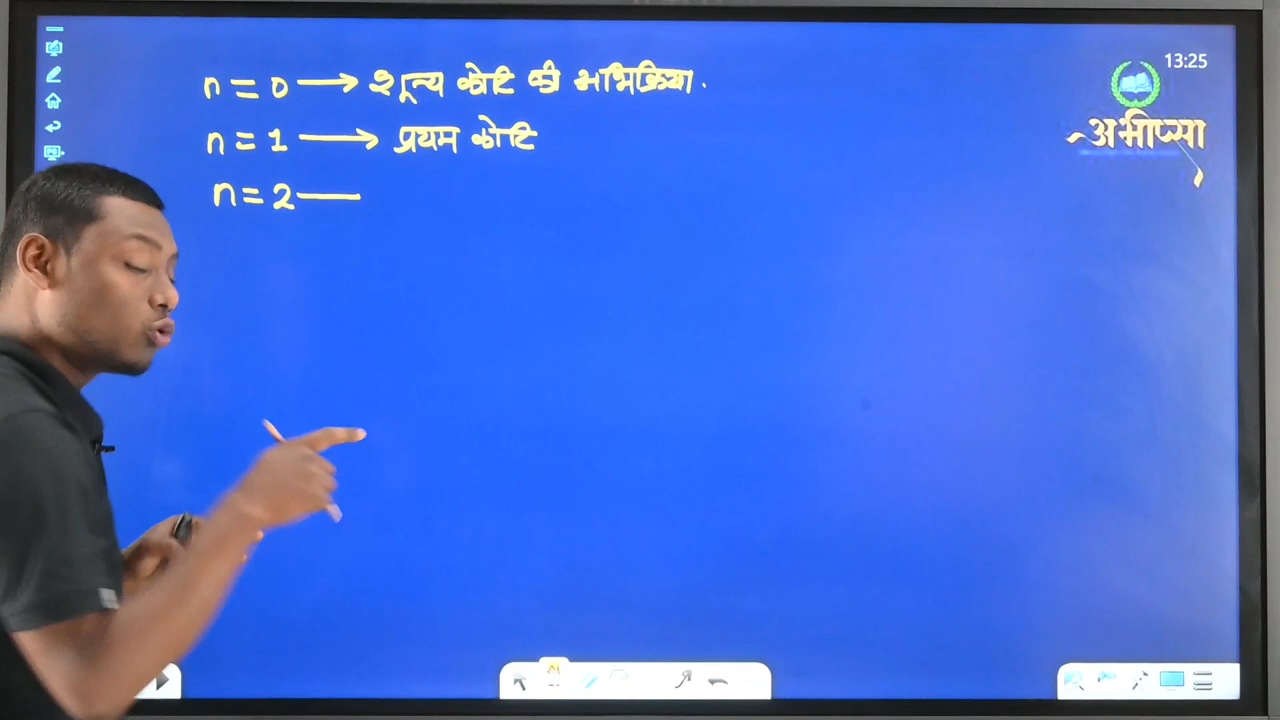 n = 0 → शून्य कोटि की अभिक्रिया.
n = 1 → प्रथम कोटि
n = 2 —
13:25
अभीप्सा